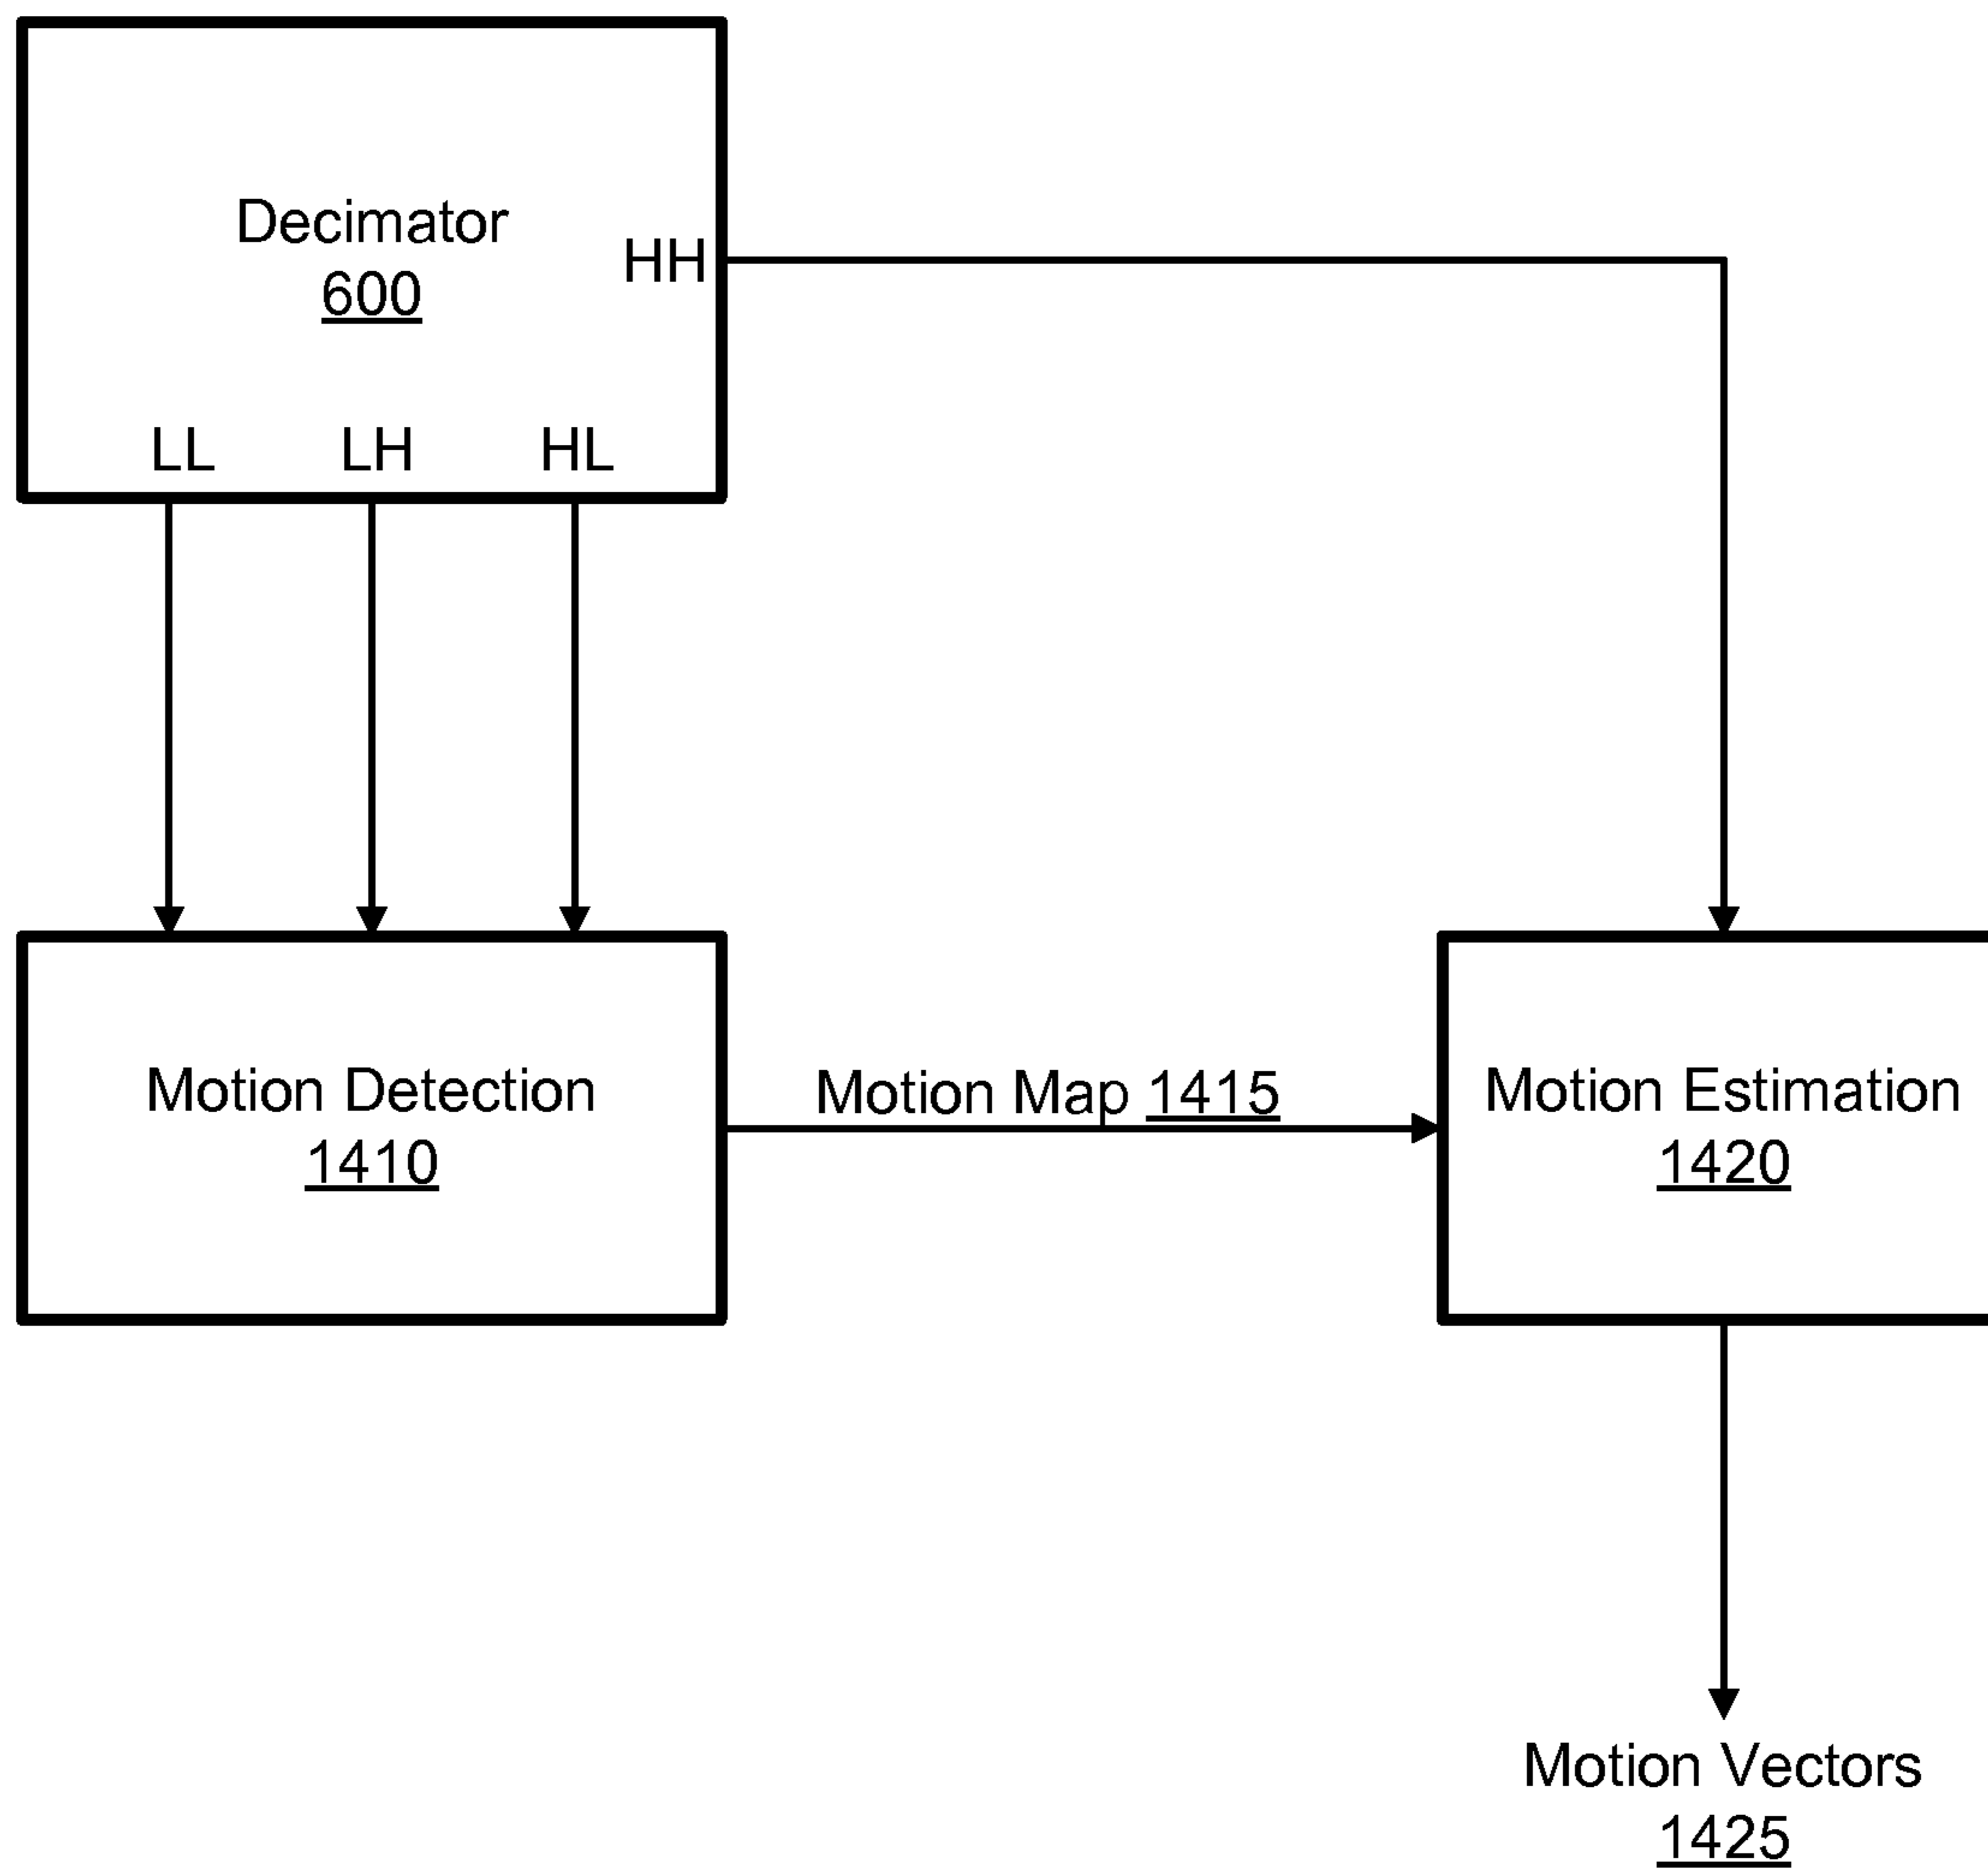 Decimator
600
HH
LL LH HL
Motion Detection
1410
Motion Map 1415
Motion Estimation
1420
Motion Vectors
1425